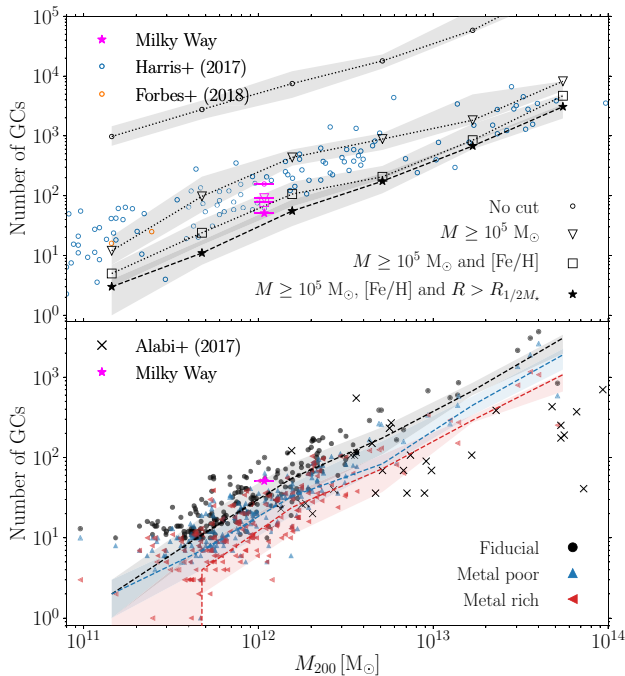 10^5
10^4
10^3
10^2
10^1
10^0
Number of GCs
Milky Way
Harris+ (2017)
Forbes+ (2018)
No cut
M ≥ 10^5 M_⊙
M ≥ 10^5 M_⊙ and [Fe/H]
M ≥ 10^5 M_⊙, [Fe/H] and R > R_{1/2M_⋆}
10^3
10^2
10^1
10^0
Number of GCs
Alabi+ (2017)
Milky Way
Fiducial
Metal poor
Metal rich
10^11 10^12 10^13 10^14
M_200 [M_⊙]